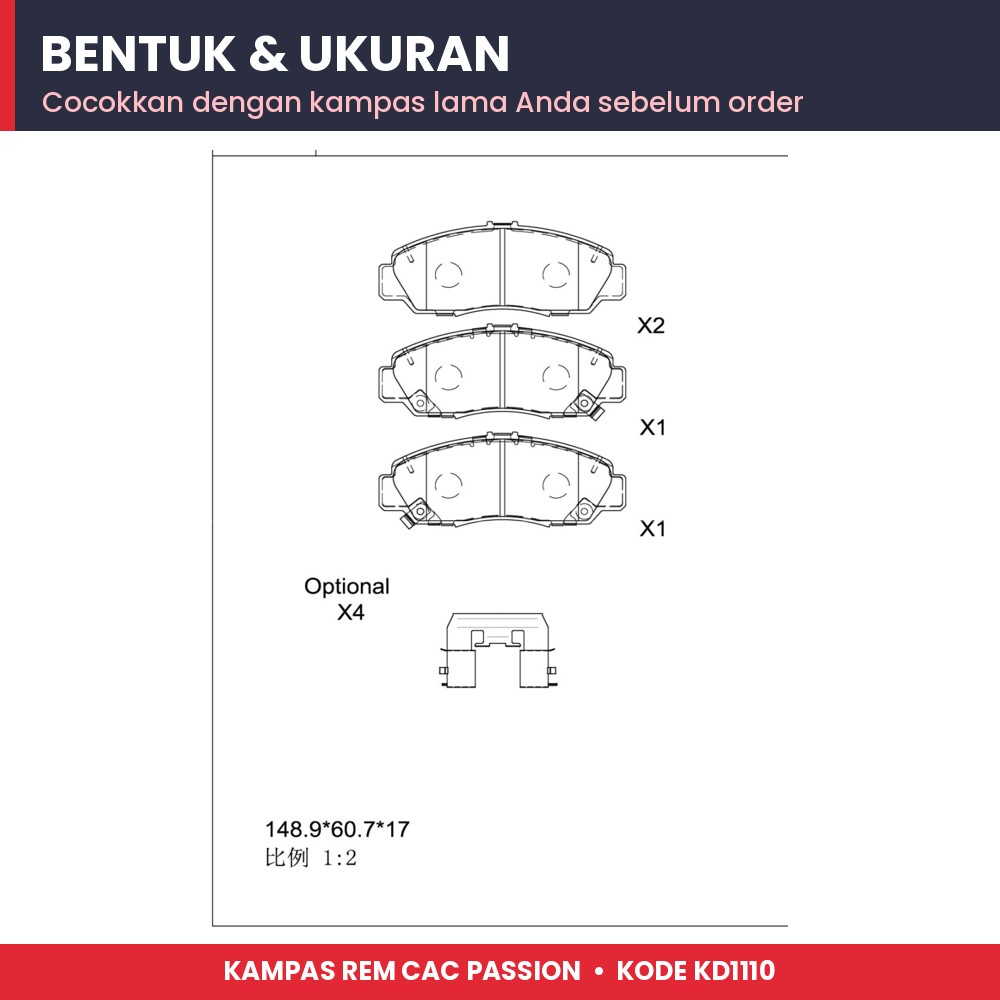 BENTUK & UKURAN
Cocokkan dengan kampas lama Anda sebelum order
X2
X1
X1
Optional
X4
148.9*60.7*17
比例 1:2
KAMPAS REM CAC PASSION • KODE KD1110